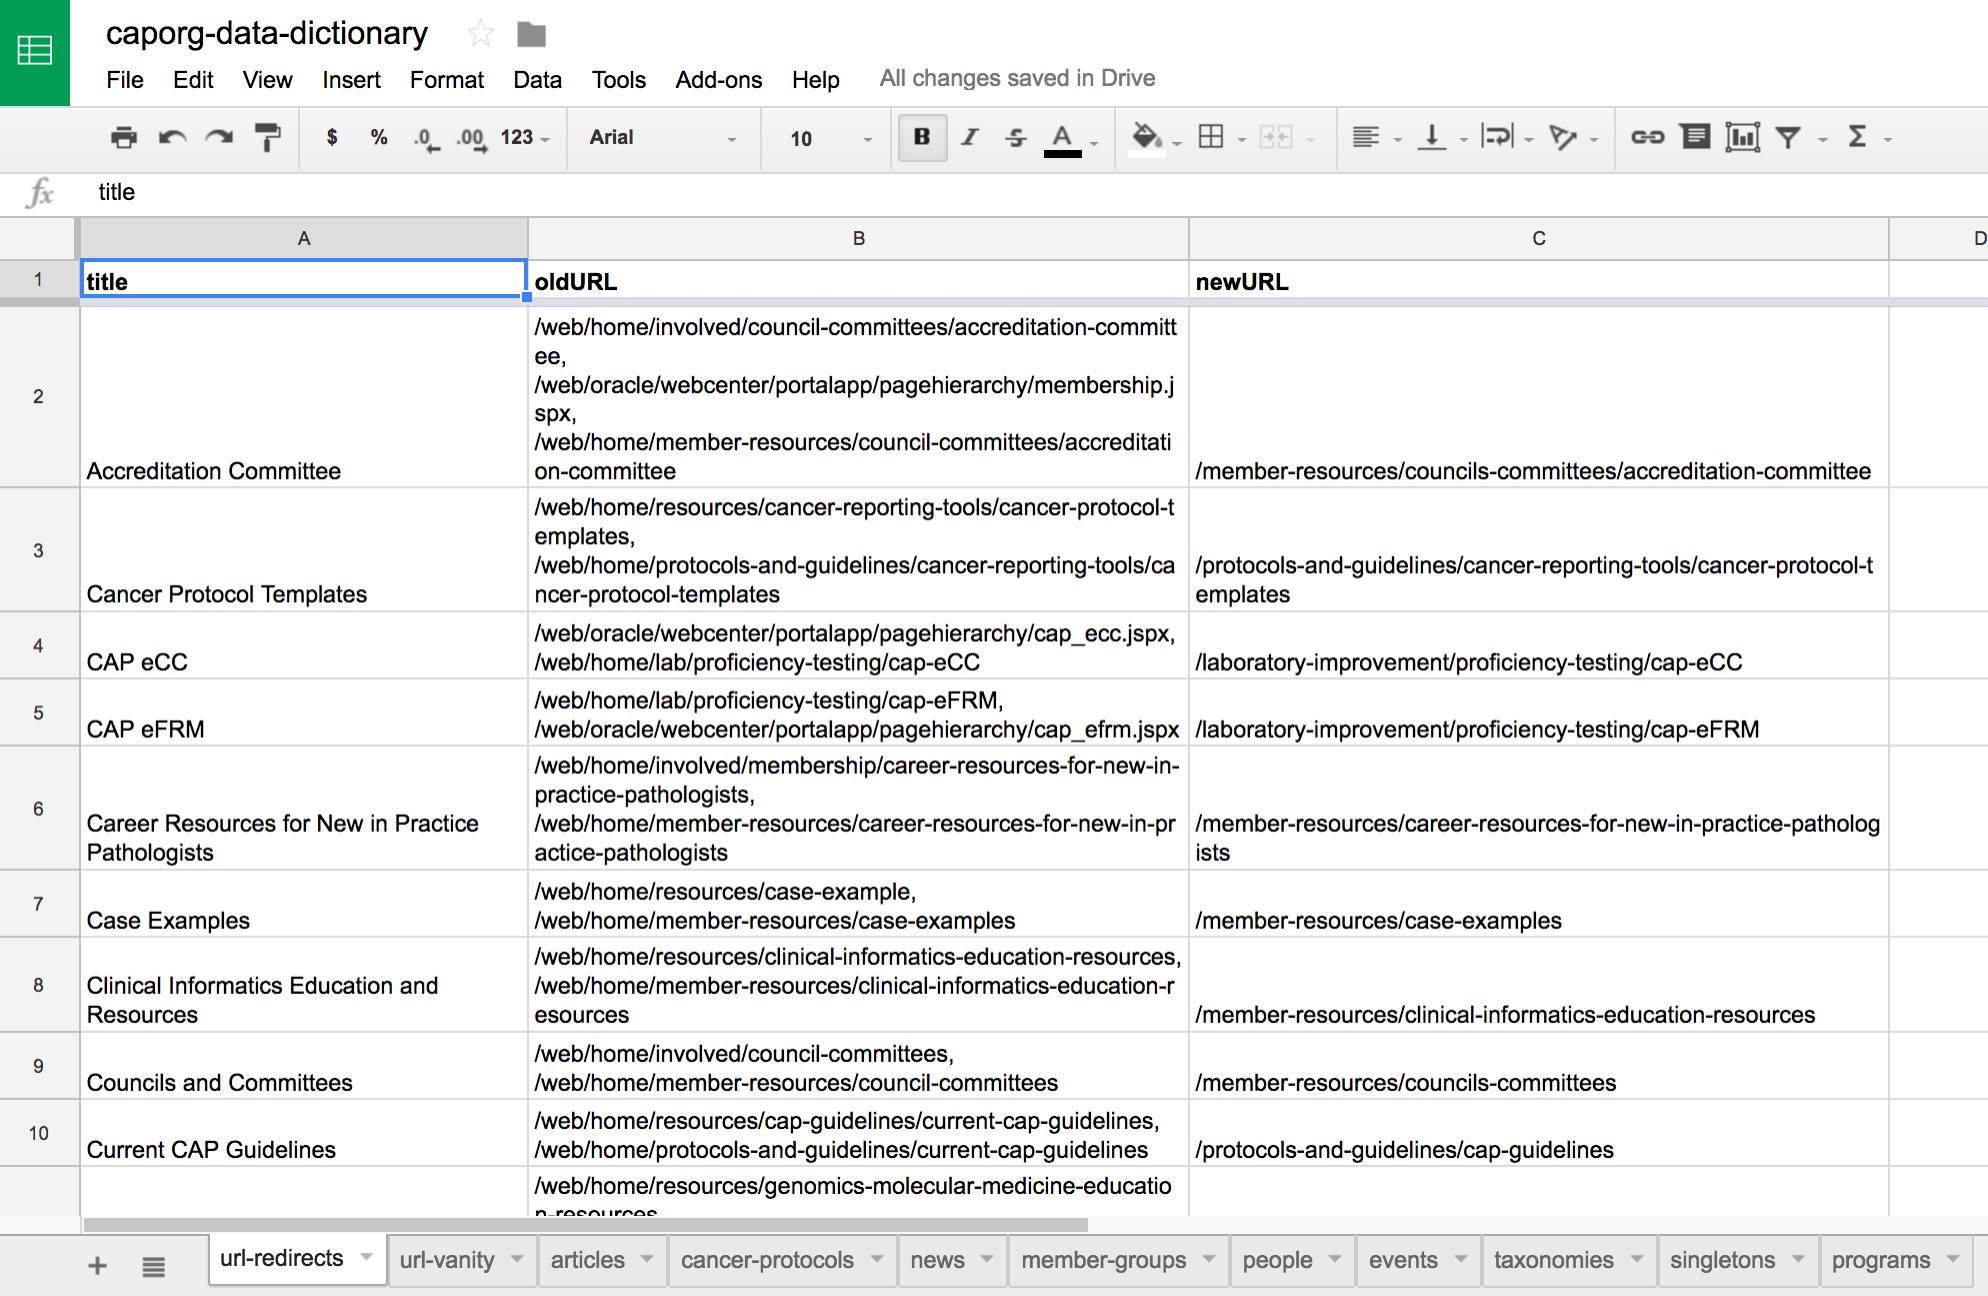 caporg-data-dictionary
File Edit View Insert Format Data Tools Add-ons Help All changes saved in Drive
$ % .0 .00 123 Arial 10 B I S A Σ
fx title
A B C D
1 title oldURL newURL
/web/home/involved/council-committees/accreditation-committ
ee,
/web/oracle/webcenter/portalapp/pagehierarchy/membership.j
spx,
/web/home/member-resources/council-committees/accreditati
2 Accreditation Committee on-committee /member-resources/councils-committees/accreditation-committee
/web/home/resources/cancer-reporting-tools/cancer-protocol-t
emplates,
/web/home/protocols-and-guidelines/cancer-reporting-tools/ca /protocols-and-guidelines/cancer-reporting-tools/cancer-protocol-t
3 Cancer Protocol Templates ncer-protocol-templates emplates
/web/oracle/webcenter/portalapp/pagehierarchy/cap_ecc.jspx,
4 CAP eCC /web/home/lab/proficiency-testing/cap-eCC /laboratory-improvement/proficiency-testing/cap-eCC
/web/home/lab/proficiency-testing/cap-eFRM,
5 CAP eFRM /web/oracle/webcenter/portalapp/pagehierarchy/cap_efrm.jspx /laboratory-improvement/proficiency-testing/cap-eFRM
/web/home/involved/membership/career-resources-for-new-in-
practice-pathologists,
6 Career Resources for New in Practice /web/home/member-resources/career-resources-for-new-in-pr /member-resources/career-resources-for-new-in-practice-patholog
Pathologists actice-pathologists ists
/web/home/resources/case-example,
7 Case Examples /web/home/member-resources/case-examples /member-resources/case-examples
/web/home/resources/clinical-informatics-education-resources,
8 Clinical Informatics Education and /web/home/member-resources/clinical-informatics-education-r
Resources esources /member-resources/clinical-informatics-education-resources
/web/home/involved/council-committees,
9 Councils and Committees /web/home/member-resources/council-committees /member-resources/councils-committees
/web/home/resources/cap-guidelines/current-cap-guidelines,
10 Current CAP Guidelines /web/home/protocols-and-guidelines/current-cap-guidelines /protocols-and-guidelines/cap-guidelines
/web/home/resources/genomics-molecular-medicine-educatio
n-resources
url-redirects url-vanity articles cancer-protocols news member-groups people events taxonomies singletons programs